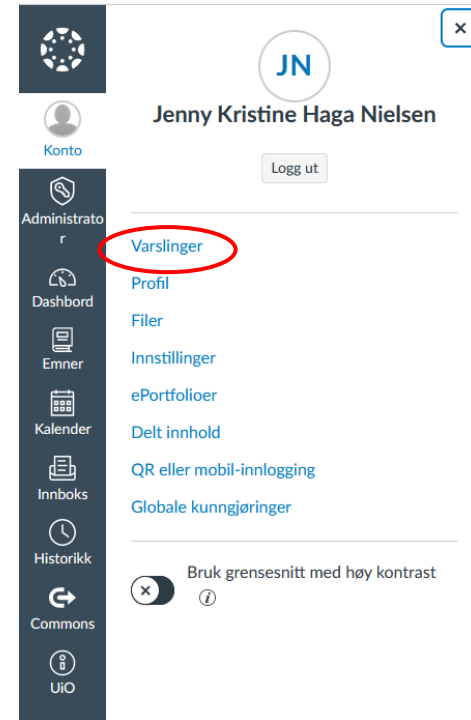 ×
JN
Jenny Kristine Haga Nielsen
Logg ut
Konto
Administrato
r
Dashbord
Emner
Kalender
Innboks
Historikk
Commons
UiO
Varslinger
Profil
Filer
Innstillinger
ePortfolioer
Delt innhold
QR eller mobil-innlogging
Globale kunngjøringer
Bruk grensesnitt med høy kontrast